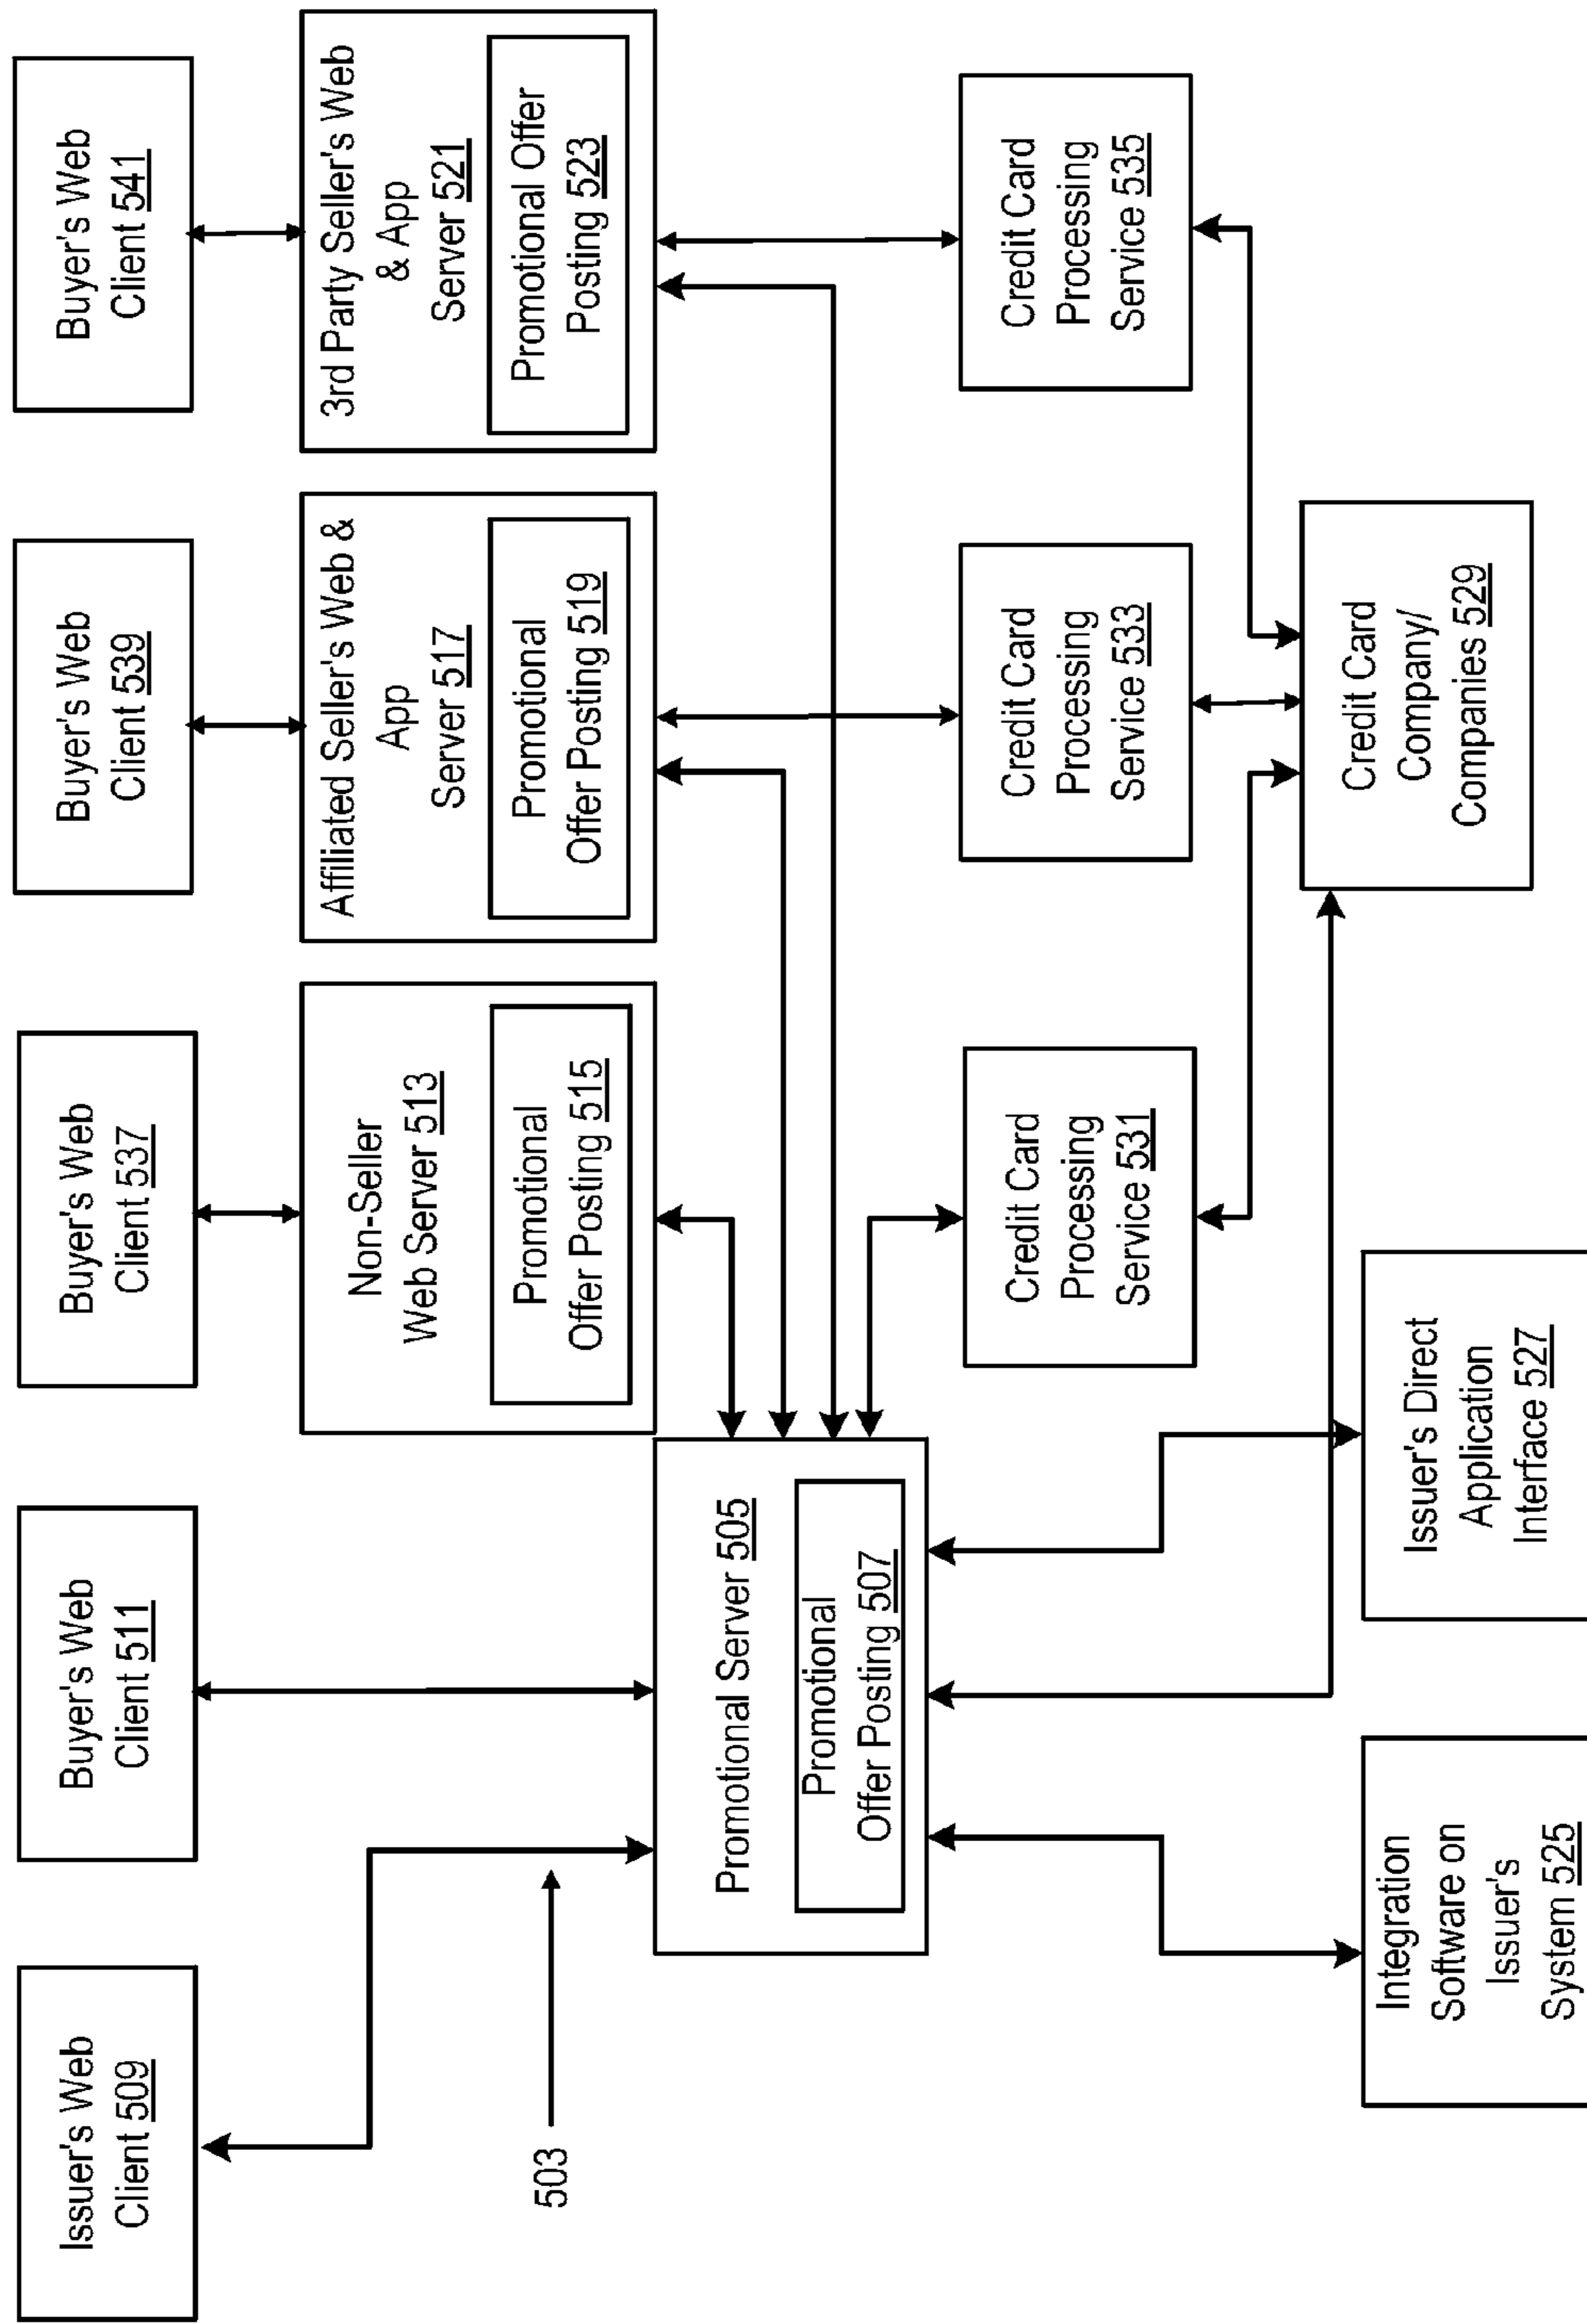 Issuer's Web
Client 509
Buyer's Web
Client 511
Buyer's Web
Client 537
Buyer's Web
Client 539
Buyer's Web
Client 541
503
Promotional Server 505
Promotional
Offer Posting 507
Non-Seller
Web Server 513
Promotional
Offer Posting 515
Affiliated Seller's Web &
App
Server 517
Promotional
Offer Posting 519
3rd Party Seller's Web
& App
Server 521
Promotional Offer
Posting 523
Credit Card
Processing
Service 531
Credit Card
Processing
Service 533
Credit Card
Processing
Service 535
Integration
Software on
Issuer's
System 525
Issuer's Direct
Application
Interface 527
Credit Card
Company/
Companies 529